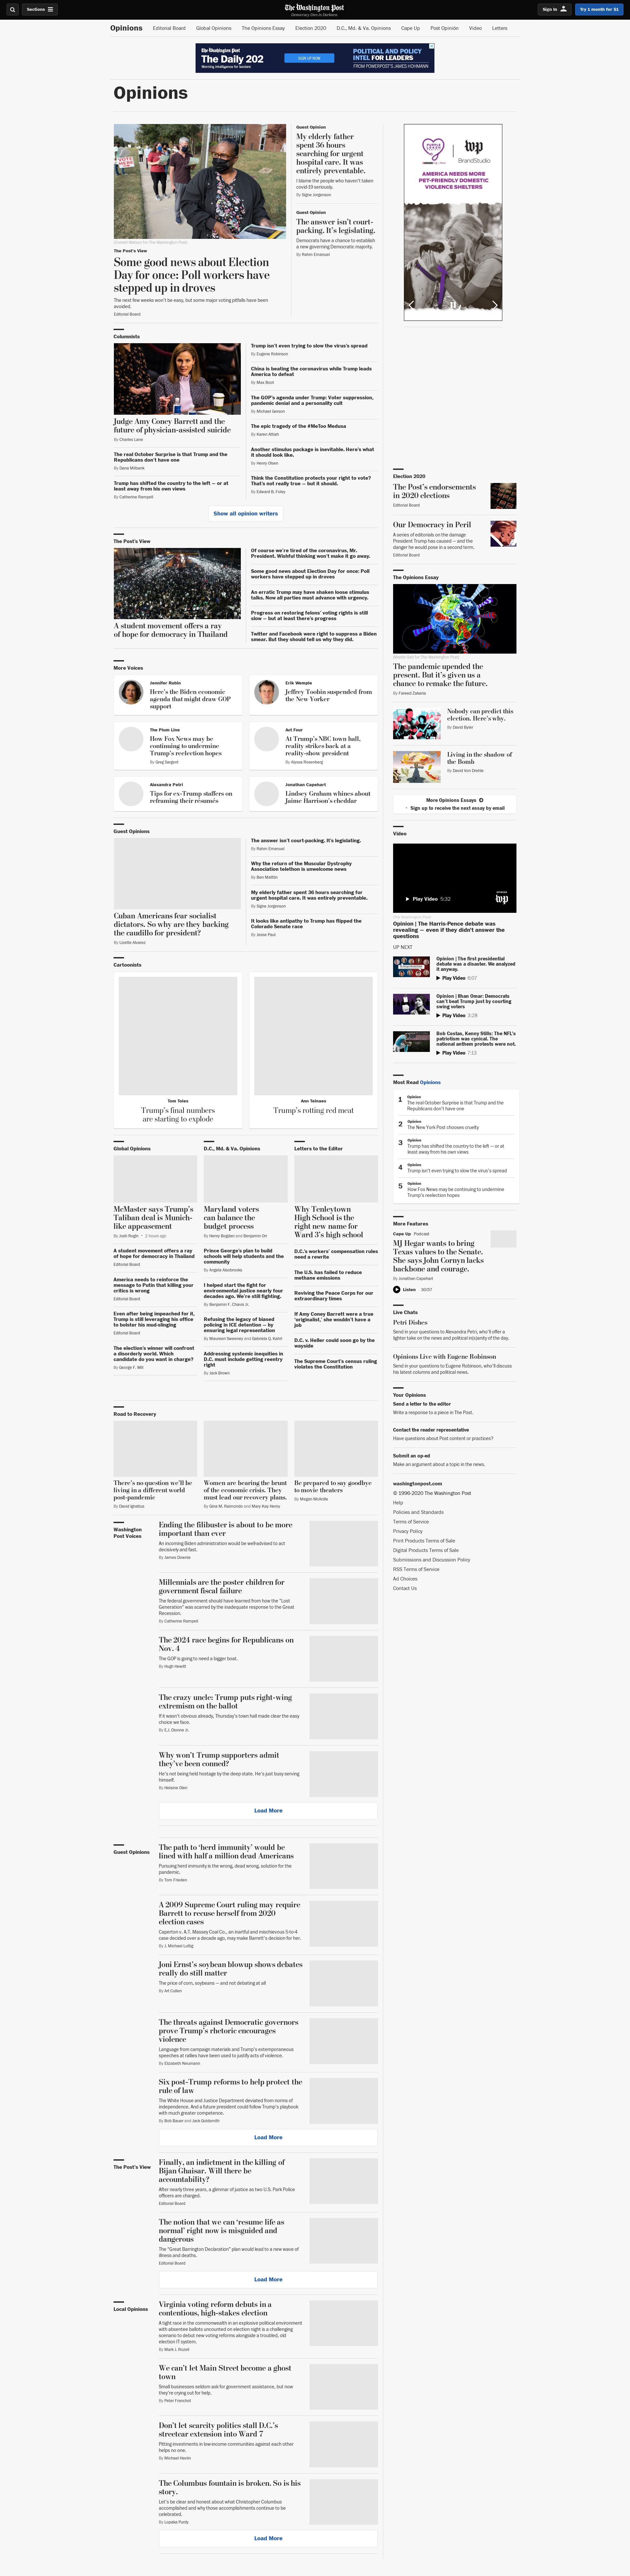 Sections
The Washington Post
Democracy Dies in Darkness
Sign In
Try 1 month for $1
Opinions
Editorial Board
Global Opinions
The Opinions Essay
Election 2020
D.C., Md. & Va. Opinions
Cape Up
Post Opinión
Video
Letters
The Washington Post
The Daily 202
Morning Intelligence for leaders
SIGN UP NOW
POLITICAL AND POLICY
INTEL FOR LEADERS
FROM POWERPOST'S JAMES HOHMANN
Opinions
The Post's View
Some good news about Election
Day for once: Poll workers have
stepped up in droves
The next few weeks won't be easy, but some major voting pitfalls have been
avoided.
Editorial Board
Guest Opinion
My elderly father
spent 36 hours
searching for urgent
hospital care. It was
entirely preventable.
I blame the people who haven't taken
covid-19 seriously.
By Signe Jorgenson
Guest Opinion
The answer isn't court-
packing. It's legislating.
Democrats have a chance to establish
a new governing Democratic majority.
By Rahm Emanuel
wp
BrandStudio
AMERICA NEEDS MORE
PET-FRIENDLY DOMESTIC
VIOLENCE SHELTERS
Columnists
Judge Amy Coney Barrett and the
future of physician-assisted suicide
By Charles Lane
The real October Surprise is that Trump and the
Republicans don't have one
By Dana Milbank
Trump has shifted the country to the left — or at
least away from his own views
By Catherine Rampell
Trump isn't even trying to slow the virus's spread
By Eugene Robinson
China is beating the coronavirus while Trump leads
America to defeat
By Max Boot
The GOP's agenda under Trump: Voter suppression,
pandemic denial and a personality cult
By Michael Gerson
The epic tragedy of the #MeToo Medusa
By Karen Attiah
Another stimulus package is inevitable. Here's what
it should look like.
By Henry Olsen
Think the Constitution protects your right to vote?
That's not really true — but it should.
By Edward B. Foley
Show all opinion writers
The Post's View
A student movement offers a ray
of hope for democracy in Thailand
Of course we're tired of the coronavirus, Mr.
President. Wishful thinking won't make it go away.
Some good news about Election Day for once: Poll
workers have stepped up in droves
An erratic Trump may have shaken loose stimulus
talks. Now all parties must advance with urgency.
Progress on restoring felons' voting rights is still
slow — but at least there's progress
Twitter and Facebook were right to suppress a Biden
smear. But they should tell us why they did.
More Voices
Jennifer Rubin
Here's the Biden economic
agenda that might draw GOP
support
Erik Wemple
Jeffrey Toobin suspended from
the New Yorker
The Plum Line
How Fox News may be
continuing to undermine
Trump's reelection hopes
By Greg Sargent
Act Four
At Trump's NBC town hall,
reality strikes back at a
reality-show president
By Alyssa Rosenberg
Alexandra Petri
Tips for ex-Trump staffers on
reframing their résumés
Jonathan Capehart
Lindsey Graham whines about
Jaime Harrison's cheddar
Guest Opinions
Cuban Americans fear socialist
dictators. So why are they backing
the caudillo for president?
By Lizette Alvarez
The answer isn't court-packing. It's legislating.
By Rahm Emanuel
Why the return of the Muscular Dystrophy
Association telethon is unwelcome news
By Ben Mattlin
My elderly father spent 36 hours searching for
urgent hospital care. It was entirely preventable.
By Signe Jorgenson
It looks like antipathy to Trump has flipped the
Colorado Senate race
By Jesse Paul
Cartoonists
Tom Toles
Trump's final numbers
are starting to explode
Ann Telnaes
Trump's rotting red meat
Global Opinions
McMaster says Trump's
Taliban deal is Munich-
like appeasement
By Josh Rogin • 2 hours ago
A student movement offers a ray
of hope for democracy in Thailand
Editorial Board
America needs to reinforce the
message to Putin that killing your
critics is wrong
Editorial Board
Even after being impeached for it,
Trump is still leveraging his office
to bolster his mud-slinging
Editorial Board
The election's winner will confront
a disorderly world. Which
candidate do you want in charge?
By George F. Will
D.C., Md. & Va. Opinions
Maryland voters
can balance the
budget process
By Henry Bogdan and Benjamin Orr
Prince George's plan to build
schools will help students and the
community
By Angela Alsobrooks
I helped start the fight for
environmental justice nearly four
decades ago. We're still fighting.
By Benjamin F. Chavis Jr.
Refusing the legacy of biased
policing in ICE detention — by
ensuring legal representation
By Maureen Sweeney and Gabriela Q. Kahrl
Addressing systemic inequities in
D.C. must include getting reentry
right
By Jack Brown
Letters to the Editor
Why Tenleytown
High School is the
right new name for
Ward 3's high school
D.C.'s workers' compensation rules
need a rewrite
The U.S. has failed to reduce
methane emissions
Reviving the Peace Corps for our
extraordinary times
If Amy Coney Barrett were a true
'originalist,' she wouldn't have a
job
D.C. v. Heller could soon go by the
wayside
The Supreme Court's census ruling
violates the Constitution
Road to Recovery
There's no question we'll be
living in a different world
post-pandemic
By David Ignatius
Women are bearing the brunt
of the economic crisis. They
must lead our recovery plans.
By Gina M. Raimondo and Mary Kay Henry
Be prepared to say goodbye
to movie theaters
By Megan McArdle
Washington
Post Voices
Ending the filibuster is about to be more
important than ever
An incoming Biden administration would be well-advised to act
decisively and fast.
By James Downie
Millennials are the poster children for
government fiscal failure
The federal government should have learned from how the "Lost
Generation" was scarred by the inadequate response to the Great
Recession.
By Catherine Rampell
The 2024 race begins for Republicans on
Nov. 4
The GOP is going to need a bigger boat.
By Hugh Hewitt
The crazy uncle: Trump puts right-wing
extremism on the ballot
If it wasn't obvious already, Thursday's town hall made clear the easy
choice we face.
By E.J. Dionne Jr.
Why won't Trump supporters admit
they've been conned?
He's not being held hostage by the deep state. He's just busy serving
himself.
By Helaine Olen
Load More
Guest Opinions
The path to 'herd immunity' would be
lined with half a million dead Americans
Pursuing herd immunity is the wrong, dead wrong, solution for the
pandemic.
By Tom Frieden
A 2009 Supreme Court ruling may require
Barrett to recuse herself from 2020
election cases
Caperton v. A.T. Massey Coal Co., an inartful and mischievous 5-to-4
case decided over a decade ago, may make Barrett's decision for her.
By J. Michael Luttig
Joni Ernst's soybean blowup shows debates
really do still matter
The price of corn, soybeans — and not debating at all
By Art Cullen
The threats against Democratic governors
prove Trump's rhetoric encourages
violence
Language from campaign materials and Trump's extemporaneous
speeches at rallies have been used to justify acts of violence.
By Elizabeth Neumann
Six post-Trump reforms to help protect the
rule of law
The White House and Justice Department deviated from norms of
independence. And a future president could follow Trump's playbook
with much greater competence.
By Bob Bauer and Jack Goldsmith
Load More
The Post's View
Finally, an indictment in the killing of
Bijan Ghaisar. Will there be
accountability?
After nearly three years, a glimmer of justice as two U.S. Park Police
officers are charged.
Editorial Board
The notion that we can 'resume life as
normal' right now is misguided and
dangerous
The "Great Barrington Declaration" plan would lead to a new wave of
illness and deaths.
Editorial Board
Load More
Local Opinions
Virginia voting reform debuts in a
contentious, high-stakes election
A tight race in the commonwealth in an explosive political environment
with absentee ballots uncounted on election night is a challenging
scenario to debut new voting reforms alongside a troubled, old
election IT system.
By Mark J. Rozell
We can't let Main Street become a ghost
town
Small businesses seldom ask for government assistance, but now
they're crying out for help.
By Peter Franchot
Don't let scarcity politics stall D.C.'s
streetcar extension into Ward 7
Pitting investments in low-income communities against each other
helps no one.
By Michael Havlin
The Columbus fountain is broken. So is his
story.
Let's be clear and honest about what Christopher Columbus
accomplished and why those accomplishments continue to be
celebrated.
By Lopaka Purdy
Load More
Election 2020
The Post's endorsements
in 2020 elections
Editorial Board
Our Democracy in Peril
A series of editorials on the damage
President Trump has caused — and the
danger he would pose in a second term.
Editorial Board
The Opinions Essay
The pandemic upended the
present. But it's given us a
chance to remake the future.
By Fareed Zakaria
Nobody can predict this
election. Here's why.
By David Byler
Living in the shadow of
the Bomb
By David Von Drehle
More Opinions Essays
Sign up to receive the next essay by email
Video
Play Video 5:32
wp
Opinion | The Harris-Pence debate was
revealing — even if they didn't answer the
questions
UP NEXT
Opinion | The first presidential
debate was a disaster. We analyzed
it anyway.
Play Video 6:07
Opinion | Ilhan Omar: Democrats
can't beat Trump just by courting
swing voters
Play Video 3:28
Bob Costas, Kenny Stills: The NFL's
patriotism was cynical. The
national anthem protests were not.
Play Video 7:13
Most Read Opinions
1
Opinion
The real October Surprise is that Trump and the
Republicans don't have one
2
Opinion
The New York Post chooses cruelty
3
Opinion
Trump has shifted the country to the left — or at
least away from his own views
4
Opinion
Trump isn't even trying to slow the virus's spread
5
Opinion
How Fox News may be continuing to undermine
Trump's reelection hopes
More Features
Cape Up Podcast
MJ Hegar wants to bring
Texas values to the Senate.
She says John Cornyn lacks
backbone and courage.
By Jonathan Capehart
Listen 30:57
Live Chats
Petri Dishes
Send in your questions to Alexandra Petri, who'll offer a
lighter take on the news and political in(s)anity of the day.
Opinions Live with Eugene Robinson
Send in your questions to Eugene Robinson, who'll discuss
his latest columns and political news.
Your Opinions
Send a letter to the editor
Write a response to a piece in The Post.
Contact the reader representative
Have questions about Post content or practices?
Submit an op-ed
Make an argument about a topic in the news.
washingtonpost.com
© 1996-2020 The Washington Post
Help
Policies and Standards
Terms of Service
Privacy Policy
Print Products Terms of Sale
Digital Products Terms of Sale
Submissions and Discussion Policy
RSS Terms of Service
Ad Choices
Contact Us